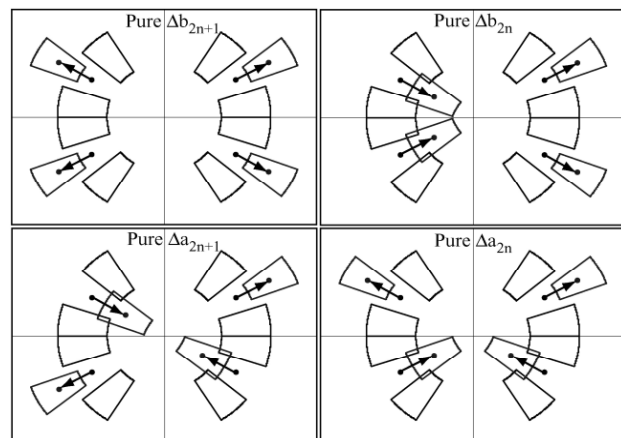 Pure Δb₂ₙ₊₁
Pure Δb₂ₙ
Pure Δa₂ₙ₊₁
Pure Δa₂ₙ